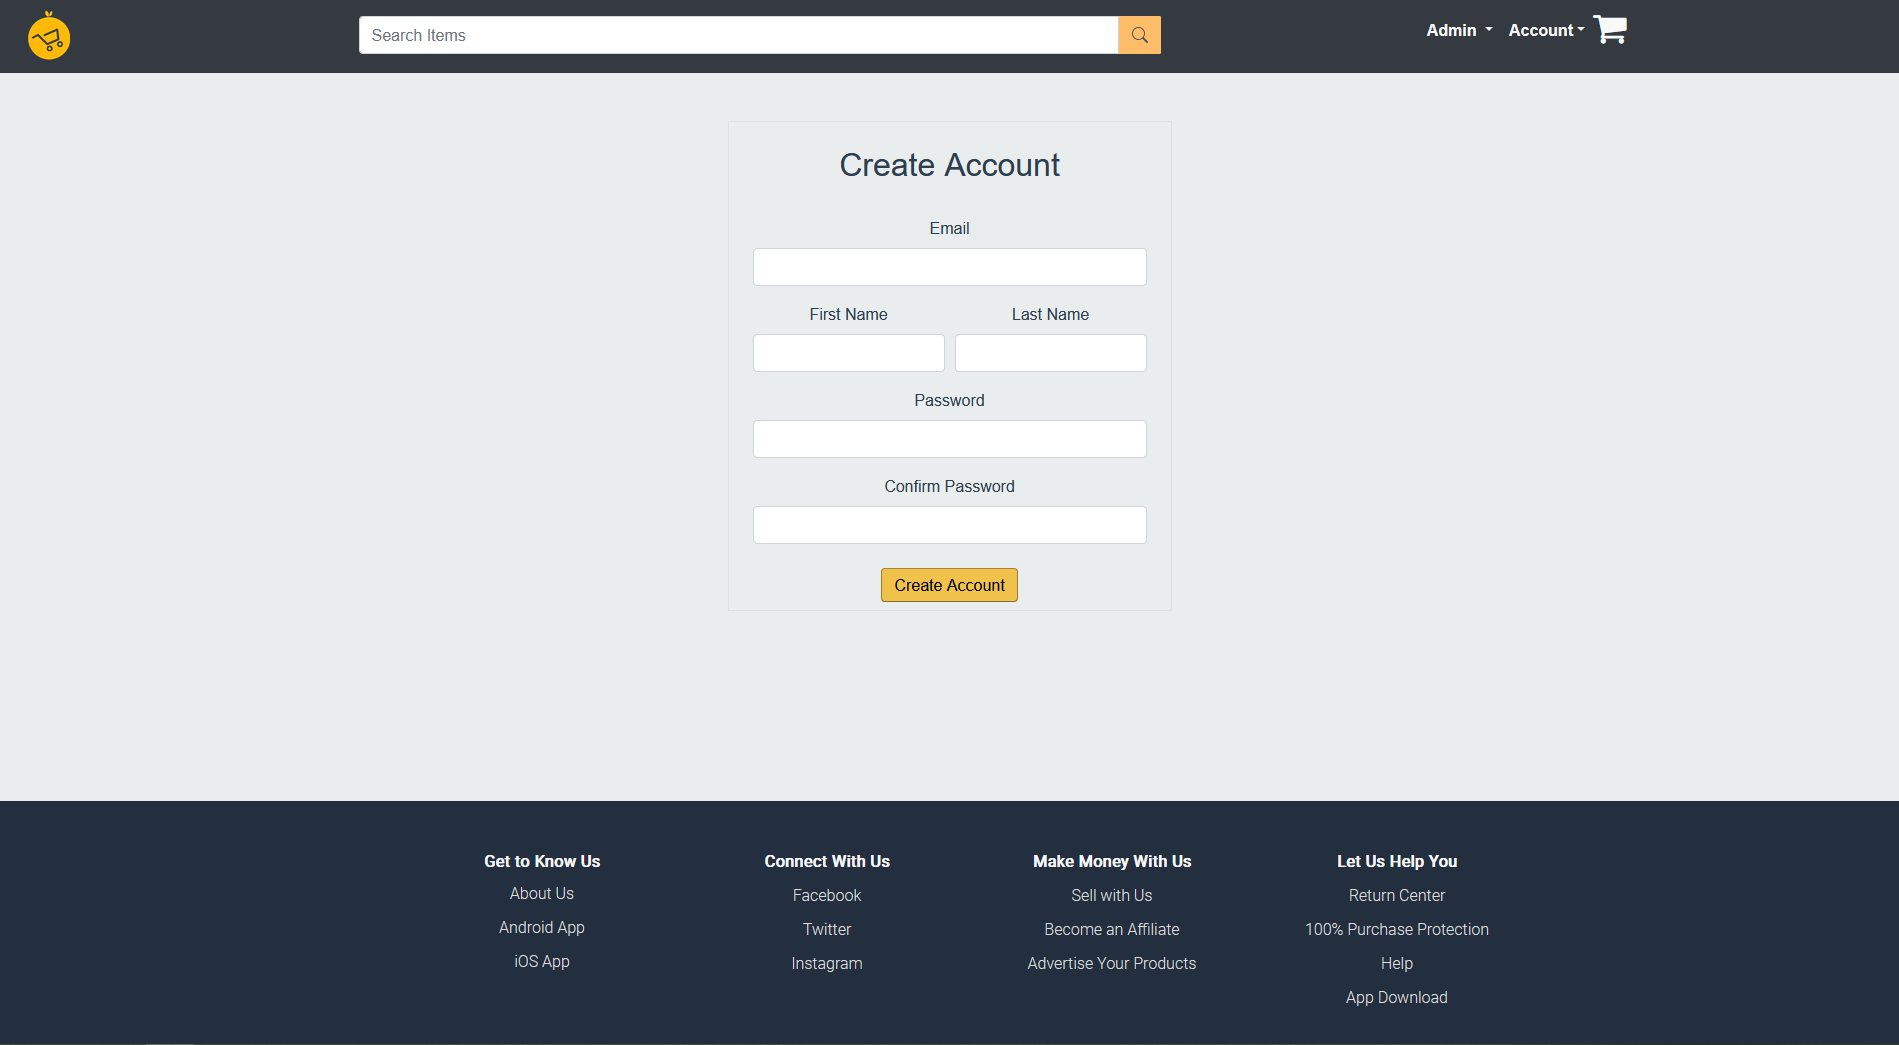 Search Items
Admin
Account
Create Account
Email
First Name
Last Name
Password
Confirm Password
Create Account
Get to Know Us
About Us
Android App
iOS App
Connect With Us
Facebook
Twitter
Instagram
Make Money With Us
Sell with Us
Become an Affiliate
Advertise Your Products
Let Us Help You
Return Center
100% Purchase Protection
Help
App Download